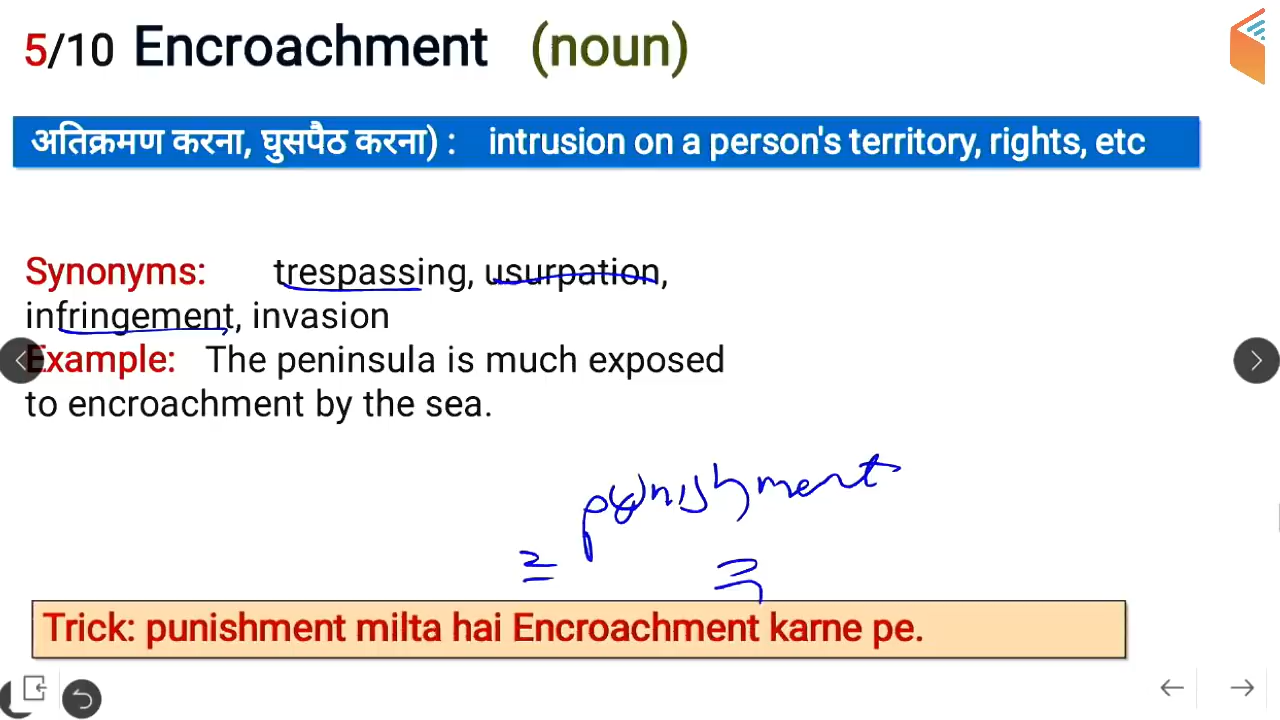 5/10 Encroachment (noun)
अतिक्रमण करना, घुसपैठ करना) : intrusion on a person's territory, rights, etc
Synonyms: trespassing, usurpation,
infringement, invasion
Example: The peninsula is much exposed
to encroachment by the sea.
punishment
Trick: punishment milta hai Encroachment karne pe.